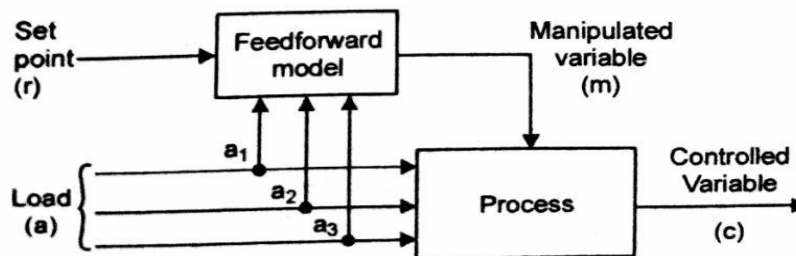 Set
point
(r)
Feedforward
model
Manipulated
variable
(m)
Load
(a)
a1
a2
a3
Process
Controlled
Variable
(c)